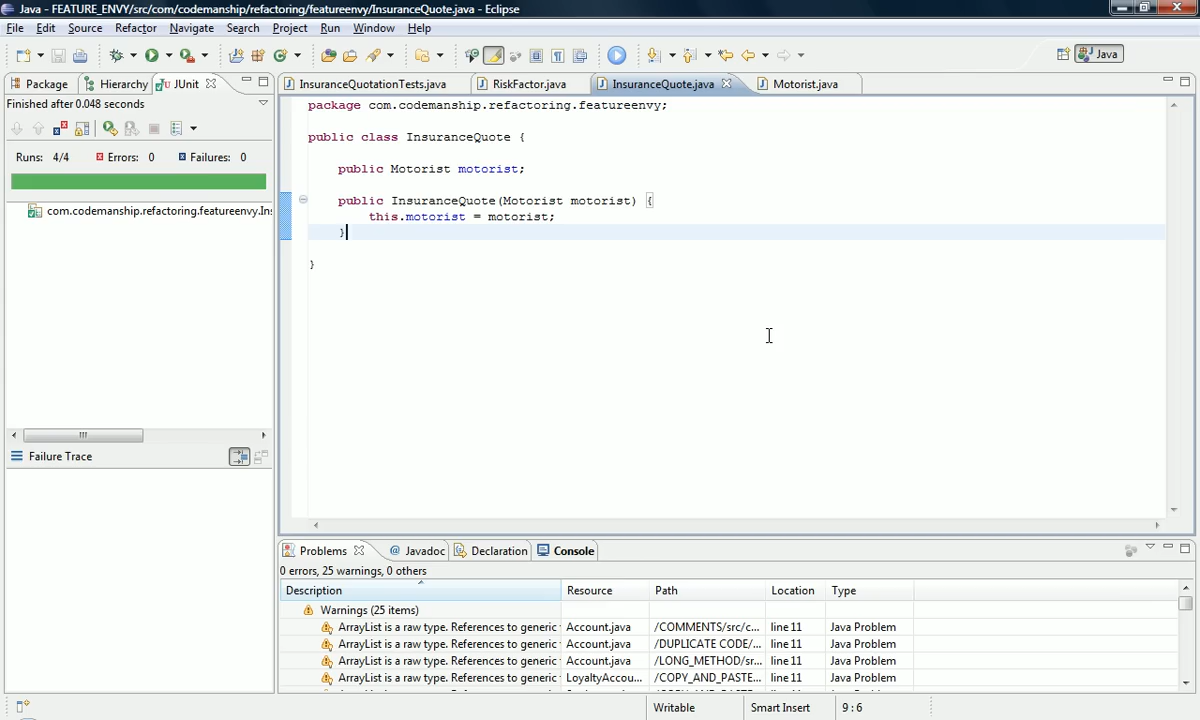 Java - FEATURE_ENVY/src/com/codemanship/refactoring/featureenvy/InsuranceQuote.java - Eclipse
File Edit Source Refactor Navigate Search Project Run Window Help
Java
Package Hierarchy JUnit
InsuranceQuotationTests.java RiskFactor.java InsuranceQuote.java Motorist.java
Finished after 0.048 seconds
Runs: 4/4 Errors: 0 Failures: 0
com.codemanship.refactoring.featureenvy.Ins
Failure Trace
package com.codemanship.refactoring.featureenvy;
public class InsuranceQuote {
public Motorist motorist;
public InsuranceQuote(Motorist motorist) {
this.motorist = motorist;
}
}
Problems @ Javadoc Declaration Console
0 errors, 25 warnings, 0 others
Description Resource Path Location Type
Warnings (25 items)
ArrayList is a raw type. References to generic Account.java /COMMENTS/src/c... line 11 Java Problem
ArrayList is a raw type. References to generic Account.java /DUPLICATE CODE/... line 11 Java Problem
ArrayList is a raw type. References to generic Account.java /LONG_METHOD/sr... line 11 Java Problem
ArrayList is a raw type. References to generic LoyaltyAccou... /COPY_AND_PASTE... line 11 Java Problem
Writable Smart Insert 9 : 6